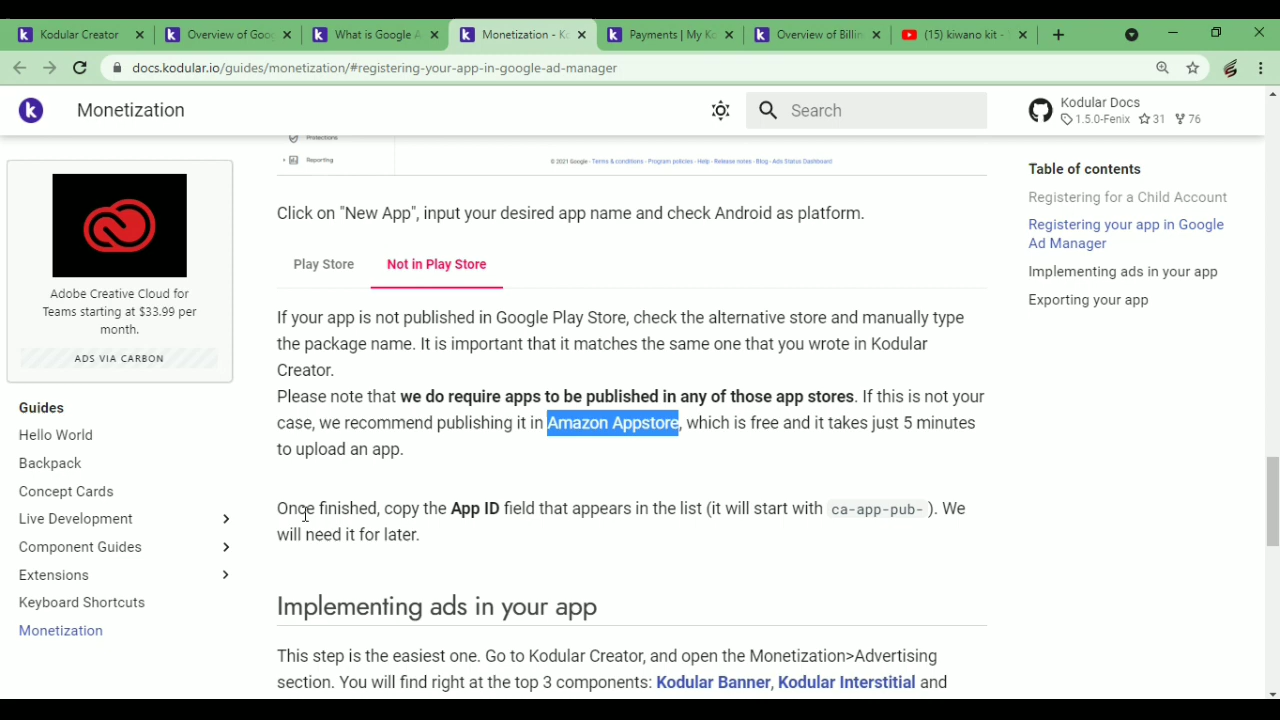 Kodular Creator
Overview of Goo
What is Google A
Monetization - Ko
Payments | My Ko
Overview of Billin
(15) kiwano kit -
docs.kodular.io/guides/monetization/#registering-your-app-in-google-ad-manager
Monetization
Search
Kodular Docs
1.5.0-Fenix 31 76
Protections
Reporting
© 2021 Google - Terms & conditions - Program policies - Help - Release notes - Blog - Ads Status Dashboard
Click on "New App", input your desired app name and check Android as platform.
Play Store Not in Play Store
If your app is not published in Google Play Store, check the alternative store and manually type
the package name. It is important that it matches the same one that you wrote in Kodular
Creator.
Please note that we do require apps to be published in any of those app stores. If this is not your
case, we recommend publishing it in Amazon Appstore, which is free and it takes just 5 minutes
to upload an app.
Once finished, copy the App ID field that appears in the list (it will start with ca-app-pub- ). We
will need it for later.
Implementing ads in your app
This step is the easiest one. Go to Kodular Creator, and open the Monetization>Advertising
section. You will find right at the top 3 components: Kodular Banner, Kodular Interstitial and
Adobe Creative Cloud for
Teams starting at $33.99 per
month.
ADS VIA CARBON
Guides
Hello World
Backpack
Concept Cards
Live Development
Component Guides
Extensions
Keyboard Shortcuts
Monetization
Table of contents
Registering for a Child Account
Registering your app in Google
Ad Manager
Implementing ads in your app
Exporting your app